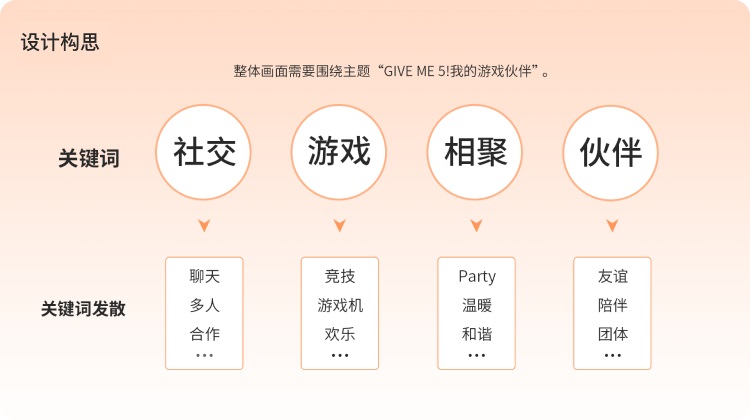 设计构思
整体画面需要围绕主题“GIVE ME 5!我的游戏伙伴”。
关键词
社交
游戏
相聚
伙伴
关键词发散
聊天
多人
合作
...
竞技
游戏机
欢乐
...
Party
温暖
和谐
...
友谊
陪伴
团体
...